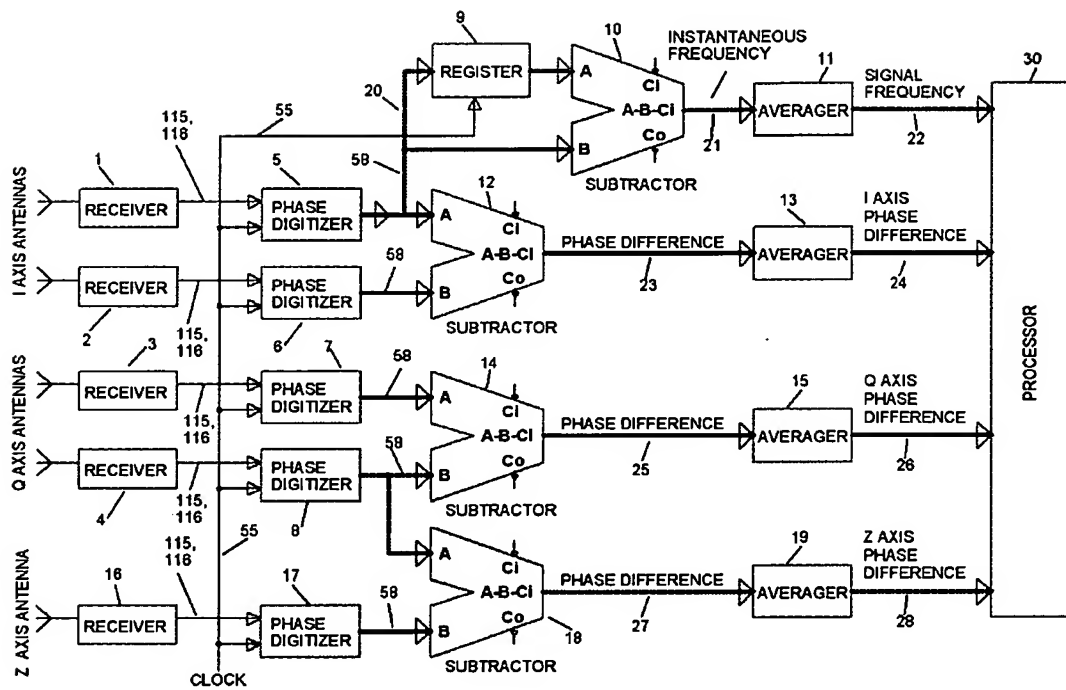 9
10
INSTANTANEOUS
FREQUENCY
11
SIGNAL
FREQUENCY
30
REGISTER
A
CI
A-B-CI
Co
B
AVERAGER
20
21
22
SUBTRACTOR
55
58
115,
116
1
RECEIVER
5
PHASE
DIGITIZER
12
A
CI
A-B-CI
Co
B
SUBTRACTOR
PHASE DIFFERENCE
23
13
AVERAGER
I AXIS
PHASE
DIFFERENCE
24
I AXIS ANTENNAS
RECEIVER
2
115,
116
PHASE
DIGITIZER
6
58
PROCESSOR
3
RECEIVER
115,
116
7
PHASE
DIGITIZER
58
14
A
CI
A-B-CI
Co
B
SUBTRACTOR
PHASE DIFFERENCE
25
15
AVERAGER
Q AXIS
PHASE
DIFFERENCE
26
Q AXIS ANTENNAS
RECEIVER
4
115,
116
PHASE
DIGITIZER
8
58
55
115,
116
Z AXIS ANTENNA
16
RECEIVER
17
PHASE
DIGITIZER
58
A
CI
A-B-CI
Co
B
18
SUBTRACTOR
PHASE DIFFERENCE
27
19
AVERAGER
Z AXIS
PHASE
DIFFERENCE
28
CLOCK